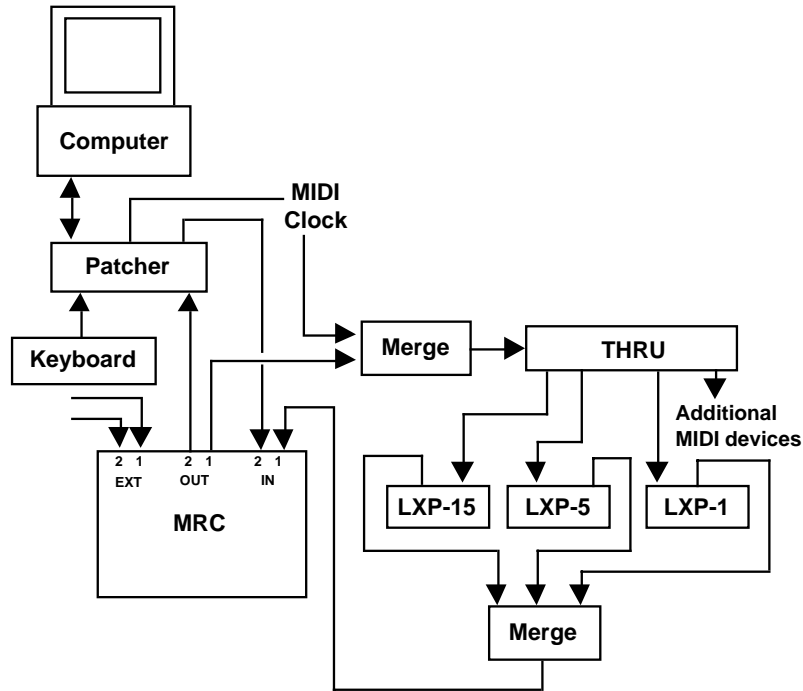 Computer
MIDI
Clock
Patcher
Keyboard
Merge
THRU
Additional
MIDI devices
2 1 2 1 2 1
EXT OUT IN
MRC
LXP-15 LXP-5 LXP-1
Merge